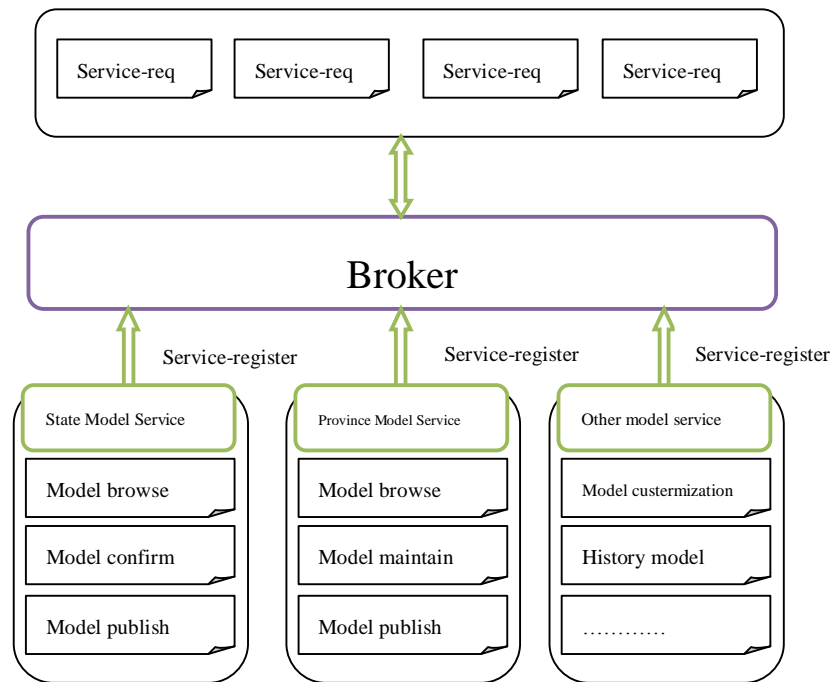 Service-req
Service-req
Service-req
Service-req
Broker
Service-register
Service-register
Service-register
State Model Service
Province Model Service
Other model service
Model browse
Model browse
Model custermization
Model confirm
Model maintain
History model
Model publish
Model publish
…………